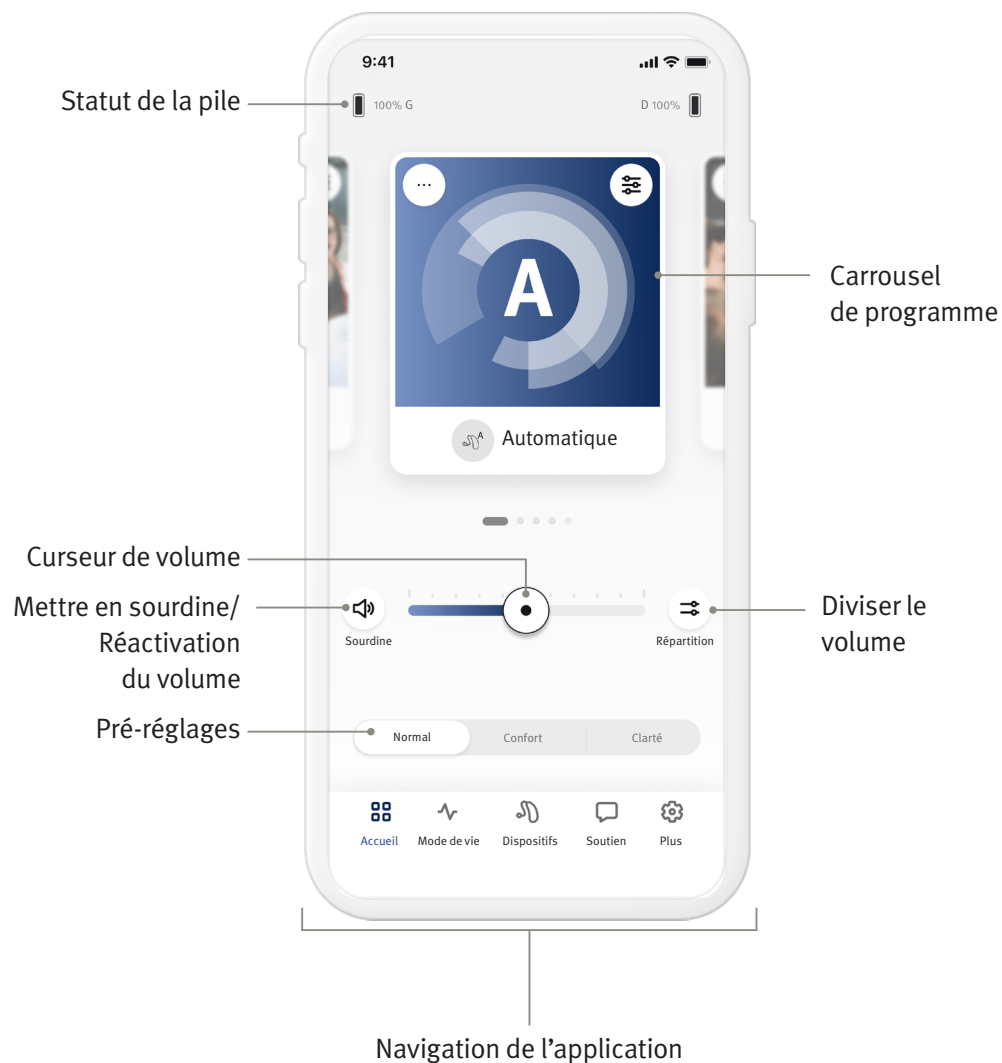 9:41
Statut de la pile
100% G
D 100%
...
A
Carrousel
de programme
A
Automatique
Curseur de volume
Mettre en sourdine/
Réactivation
du volume
Sourdine
Répartition
Diviser le
volume
Pré-réglages
Normal
Confort
Clarté
Accueil
Mode de vie
Dispositifs
Soutien
Plus
Navigation de l’application